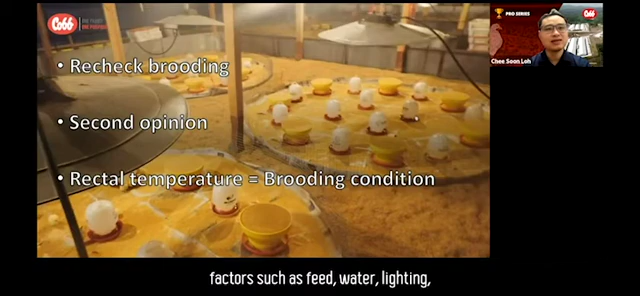 Cobb
PRO SERIES
Cobb
Chee Soon Loh
• Recheck brooding
• Second opinion
• Rectal temperature = Brooding condition
factors such as feed, water, lighting,